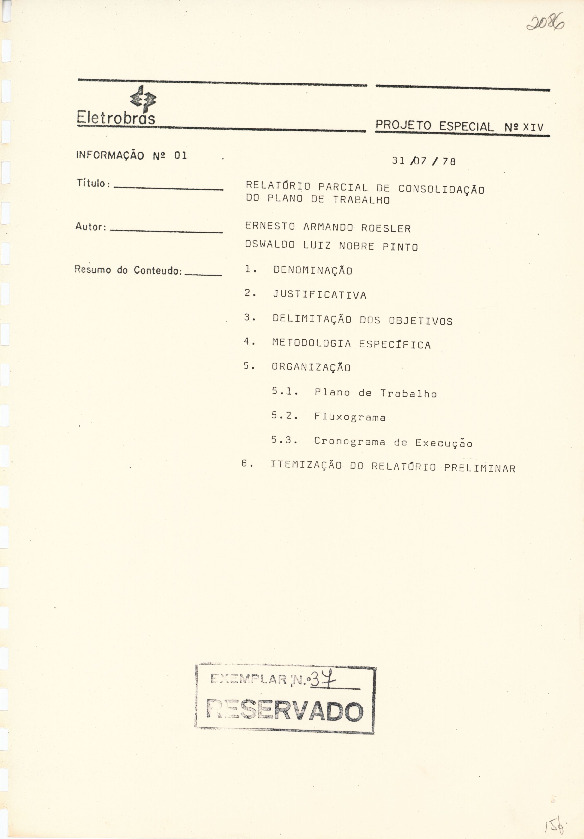 2086
Eletrobrás
PROJETO ESPECIAL Nº XIV
INFORMAÇÃO Nº 01
31/07/78
Título: RELATÓRIO PARCIAL DE CONSOLIDAÇÃO
DO PLANO DE TRABALHO
Autor: ERNESTO ARMANDO ROESLER
OSWALDO LUIZ NOBRE PINTO
Resumo do Conteudo: 1. DENOMINAÇÃO
2. JUSTIFICATIVA
3. DELIMITAÇÃO DOS OBJETIVOS
4. METODOLOGIA ESPECÍFICA
5. ORGANIZAÇÃO
5.1. Plano de Trabalho
5.2. Fluxograma
5.3. Cronograma de Execução
6. ITEMIZAÇÃO DO RELATÓRIO PRELIMINAR
EXEMPLAR N.º 37
RESERVADO